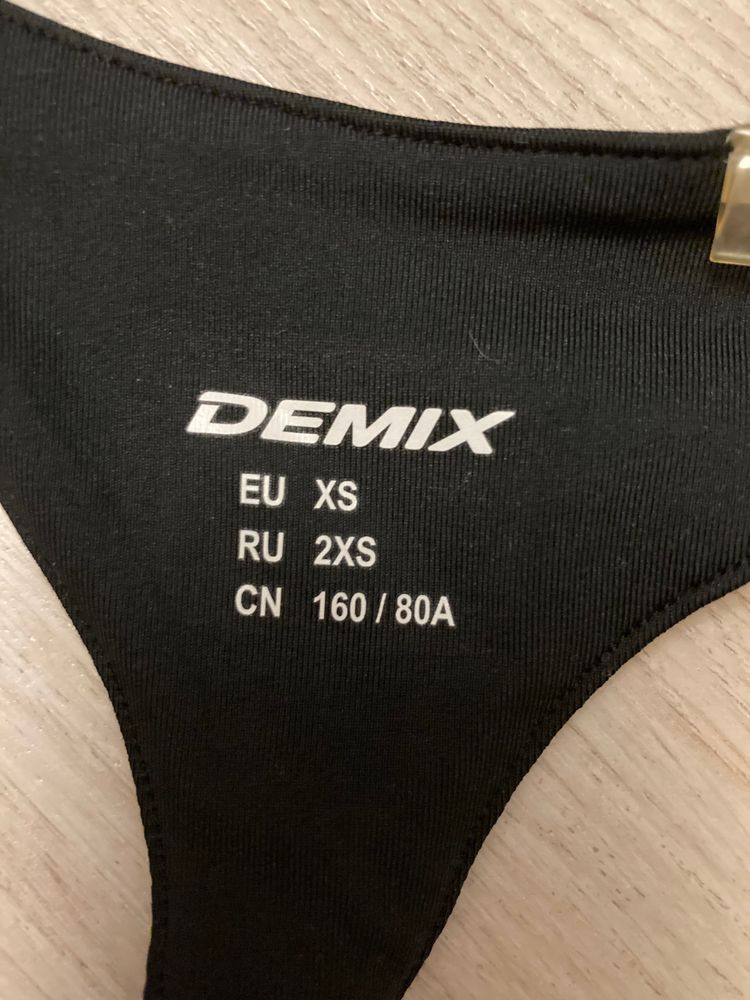 DEMIX
EU XS
RU 2XS
CN 160 / 80A